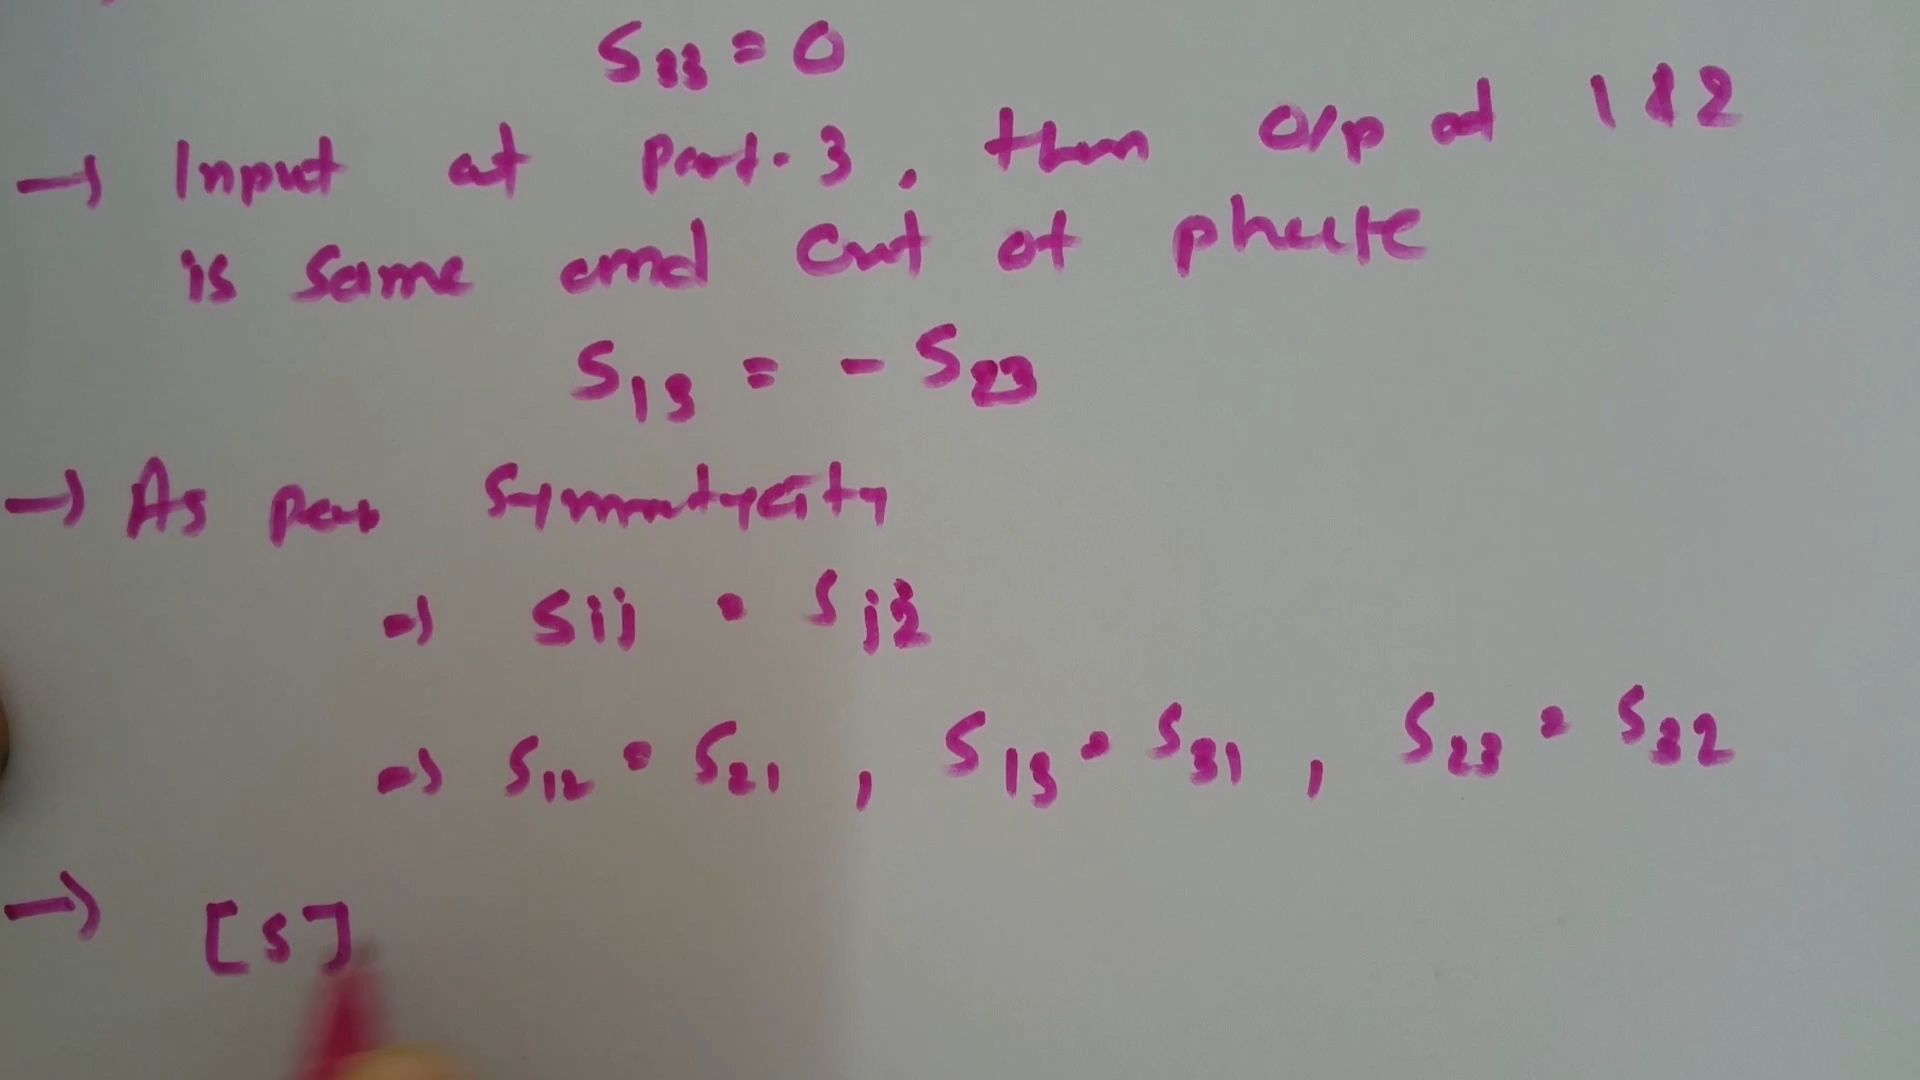 S33 = 0
→ Input at port-3, then o/p at 1 & 2
is same and out of phase
S13 = - S23
→ As per Symmetrycity
⇒ Sij = Sji
⇒ S12 = S21 , S13 = S31 , S23 = S32
→ [S]